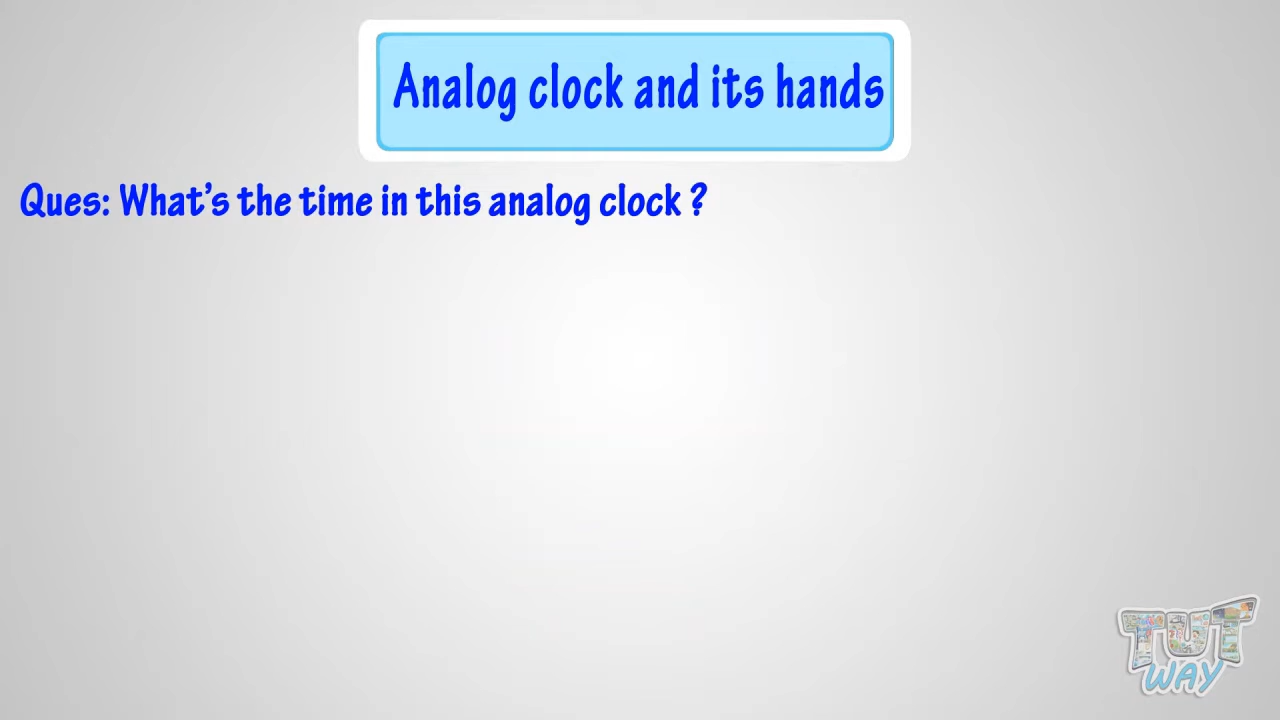 Analog clock and its hands
Ques: What's the time in this analog clock ?
TUT
WAY